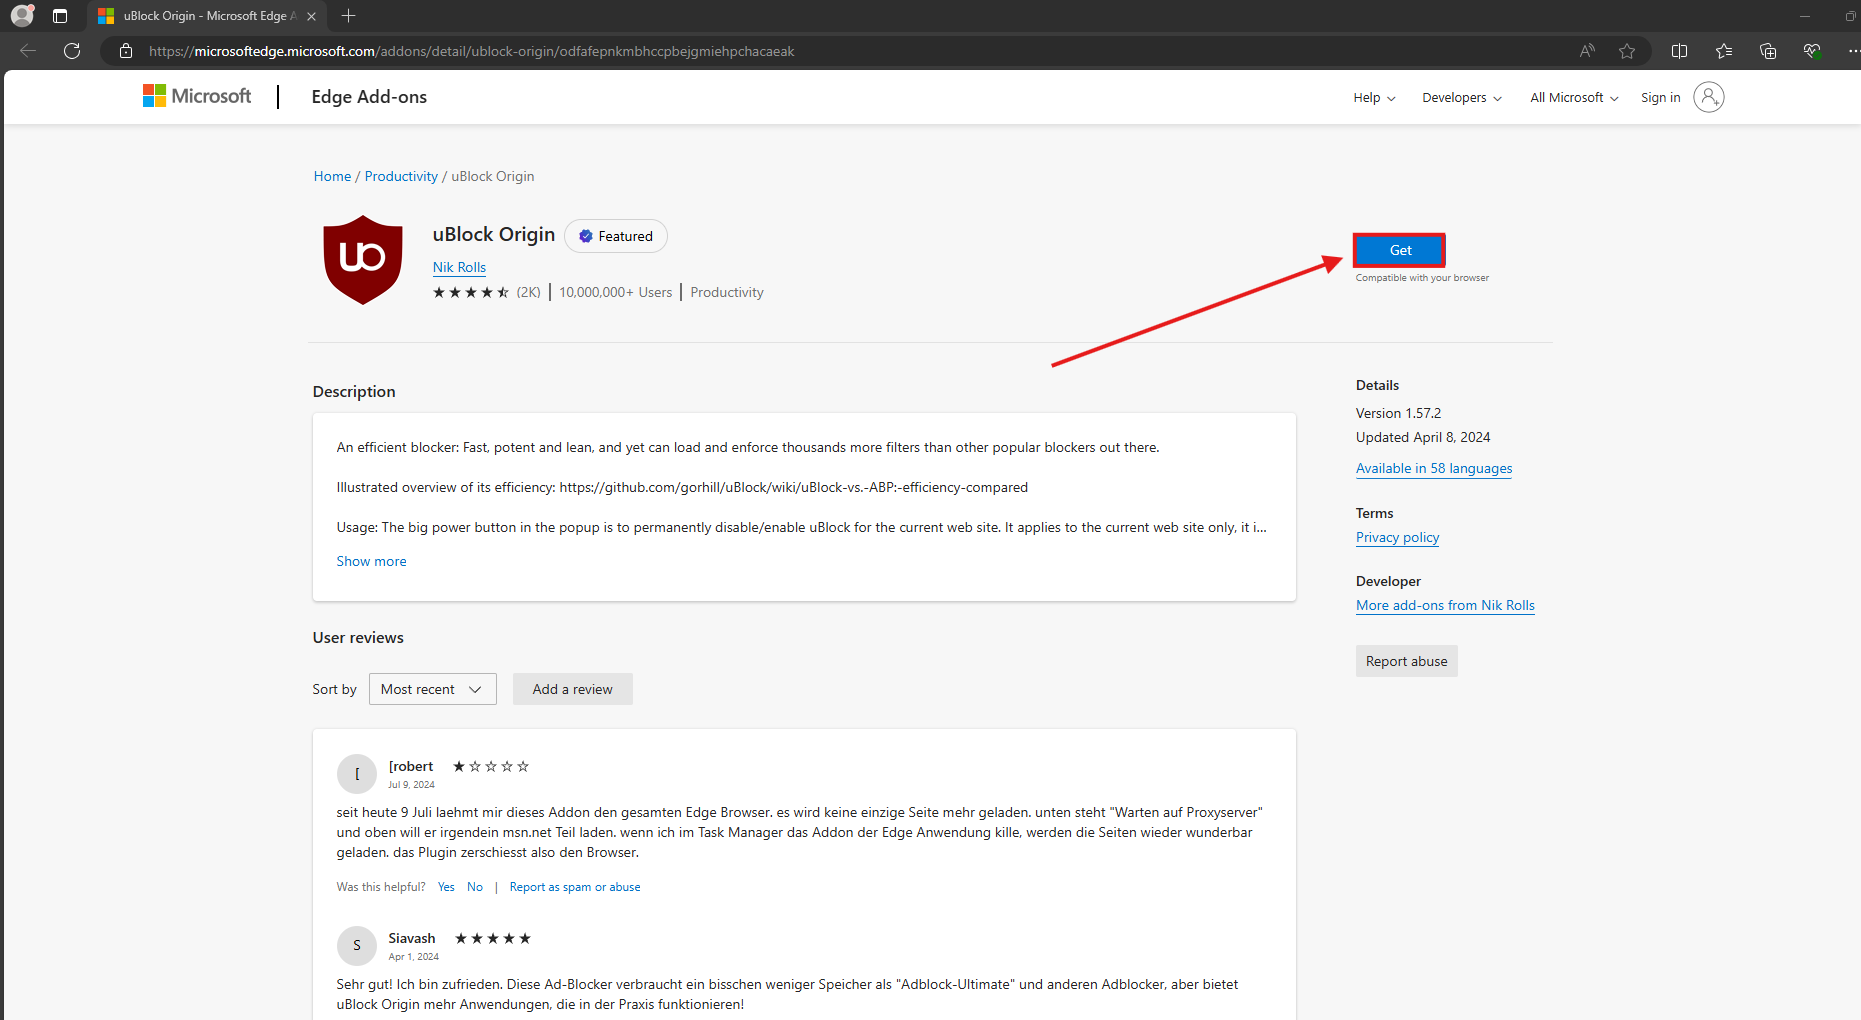 uBlock Origin - Microsoft Edge A
https://microsoftedge.microsoft.com/addons/detail/ublock-origin/odfafepnkmbhccpbejgmiehpchacaeak
Microsoft
Edge Add-ons
Help
Developers
All Microsoft
Sign in
Home / Productivity / uBlock Origin
uo
uBlock Origin
Featured
Nik Rolls
(2K) | 10,000,000+ Users | Productivity
Get
Compatible with your browser
Description
An efficient blocker: Fast, potent and lean, and yet can load and enforce thousands more filters than other popular blockers out there.
Illustrated overview of its efficiency: https://github.com/gorhill/uBlock/wiki/uBlock-vs.-ABP:-efficiency-compared
Usage: The big power button in the popup is to permanently disable/enable uBlock for the current web site. It applies to the current web site only, it i...
Show more
Details
Version 1.57.2
Updated April 8, 2024
Available in 58 languages
Terms
Privacy policy
Developer
More add-ons from Nik Rolls
Report abuse
User reviews
Sort by
Most recent
Add a review
[
[robert
Jul 9, 2024
seit heute 9 Juli laehmt mir dieses Addon den gesamten Edge Browser. es wird keine einzige Seite mehr geladen. unten steht "Warten auf Proxyserver"
und oben will er irgendein msn.net Teil laden. wenn ich im Task Manager das Addon der Edge Anwendung kille, werden die Seiten wieder wunderbar
geladen. das Plugin zerschiesst also den Browser.
Was this helpful? Yes No | Report as spam or abuse
S
Siavash
Apr 1, 2024
Sehr gut! Ich bin zufrieden. Diese Ad-Blocker verbraucht ein bisschen weniger Speicher als "Adblock-Ultimate" und anderen Adblocker, aber bietet
uBlock Origin mehr Anwendungen, die in der Praxis funktionieren!